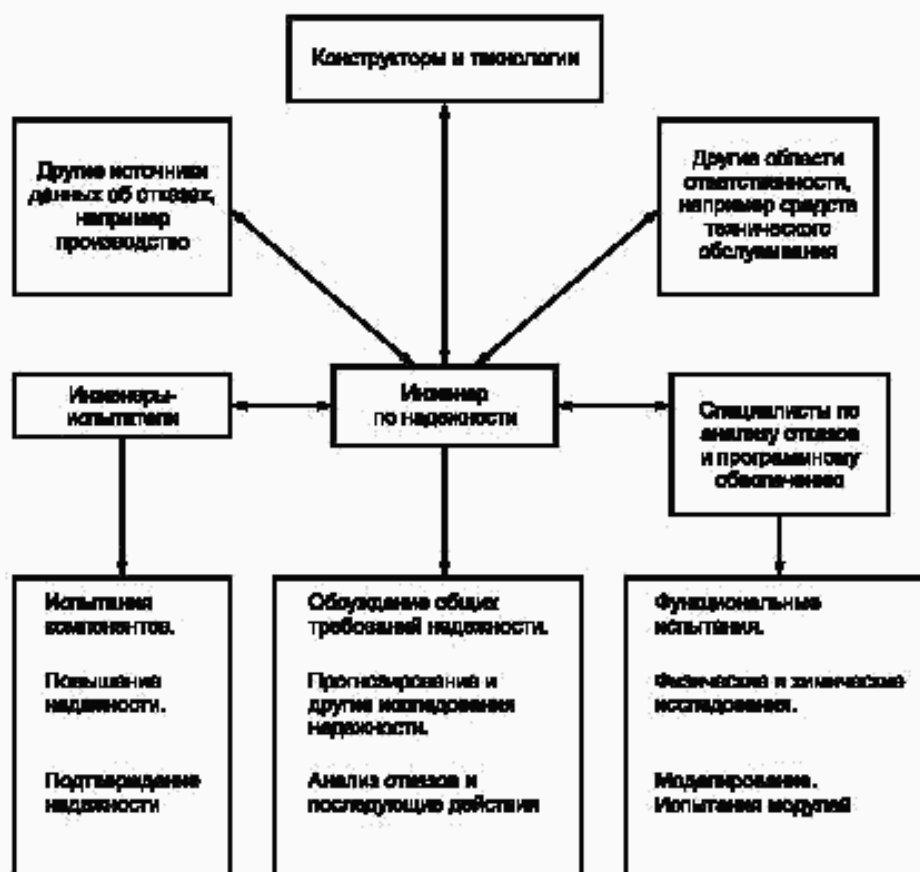 Конструкторы и технологии
Другие источники
данных об отказах,
например
производство
Другие области
ответственности,
например средств
технического
обслуживания
Инженеры-
испытатели
Инженер
по надежности
Специалисты по
анализу отказов
и программному
обеспечению
Испытания
компонентов.
Повышение
надежности.
Подтверждение
надежности
Обсуждение общих
требований надежности.
Прогнозирование и
другие исследования
надежности.
Анализ отказов и
последующие действия
Функциональные
испытания.
Физические и химические
исследования.
Моделирование.
Испытания модулей